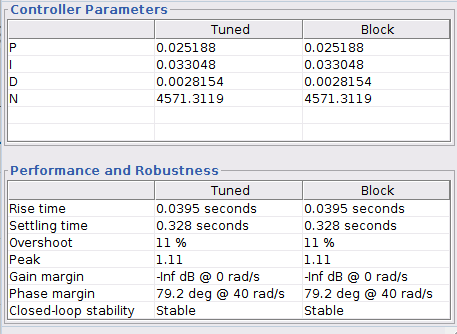 Controller Parameters
Tuned Block
P 0.025188 0.025188
I 0.033048 0.033048
D 0.0028154 0.0028154
N 4571.3119 4571.3119
Performance and Robustness
Tuned Block
Rise time 0.0395 seconds 0.0395 seconds
Settling time 0.328 seconds 0.328 seconds
Overshoot 11 % 11 %
Peak 1.11 1.11
Gain margin -Inf dB @ 0 rad/s -Inf dB @ 0 rad/s
Phase margin 79.2 deg @ 40 rad/s 79.2 deg @ 40 rad/s
Closed-loop stability Stable Stable